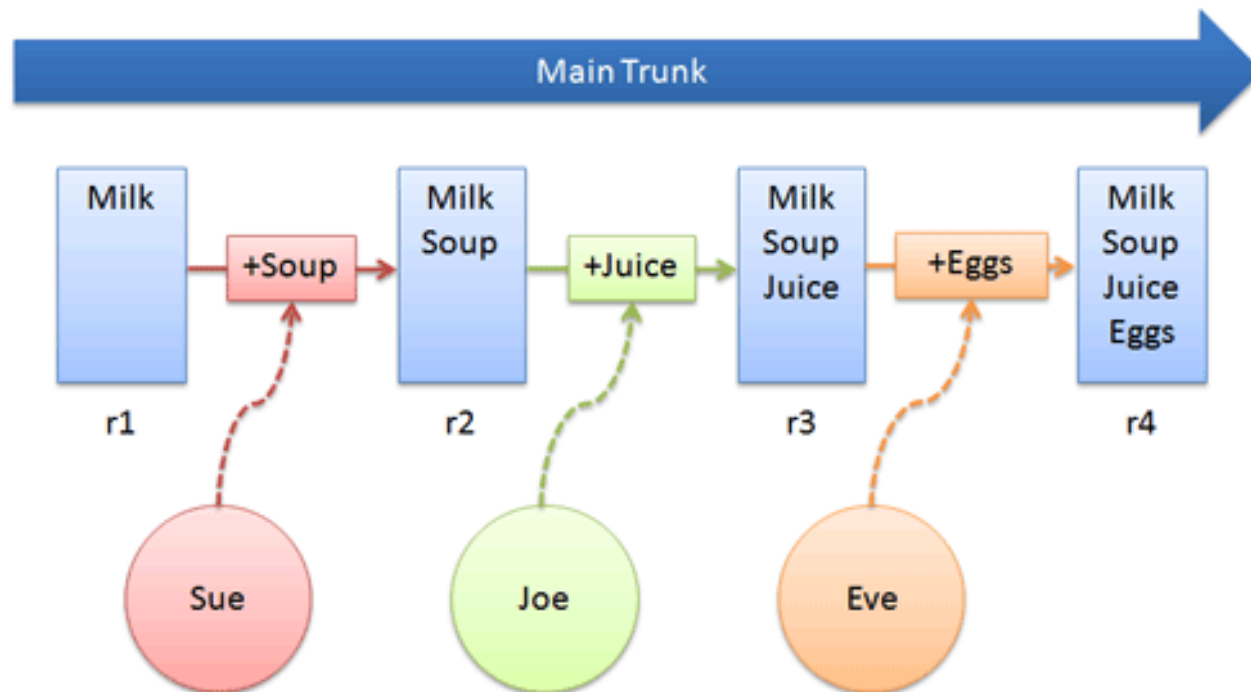 Main Trunk
Milk
+Soup
Milk
Soup
+Juice
Milk
Soup
Juice
+Eggs
Milk
Soup
Juice
Eggs
r1
r2
r3
r4
Sue
Joe
Eve